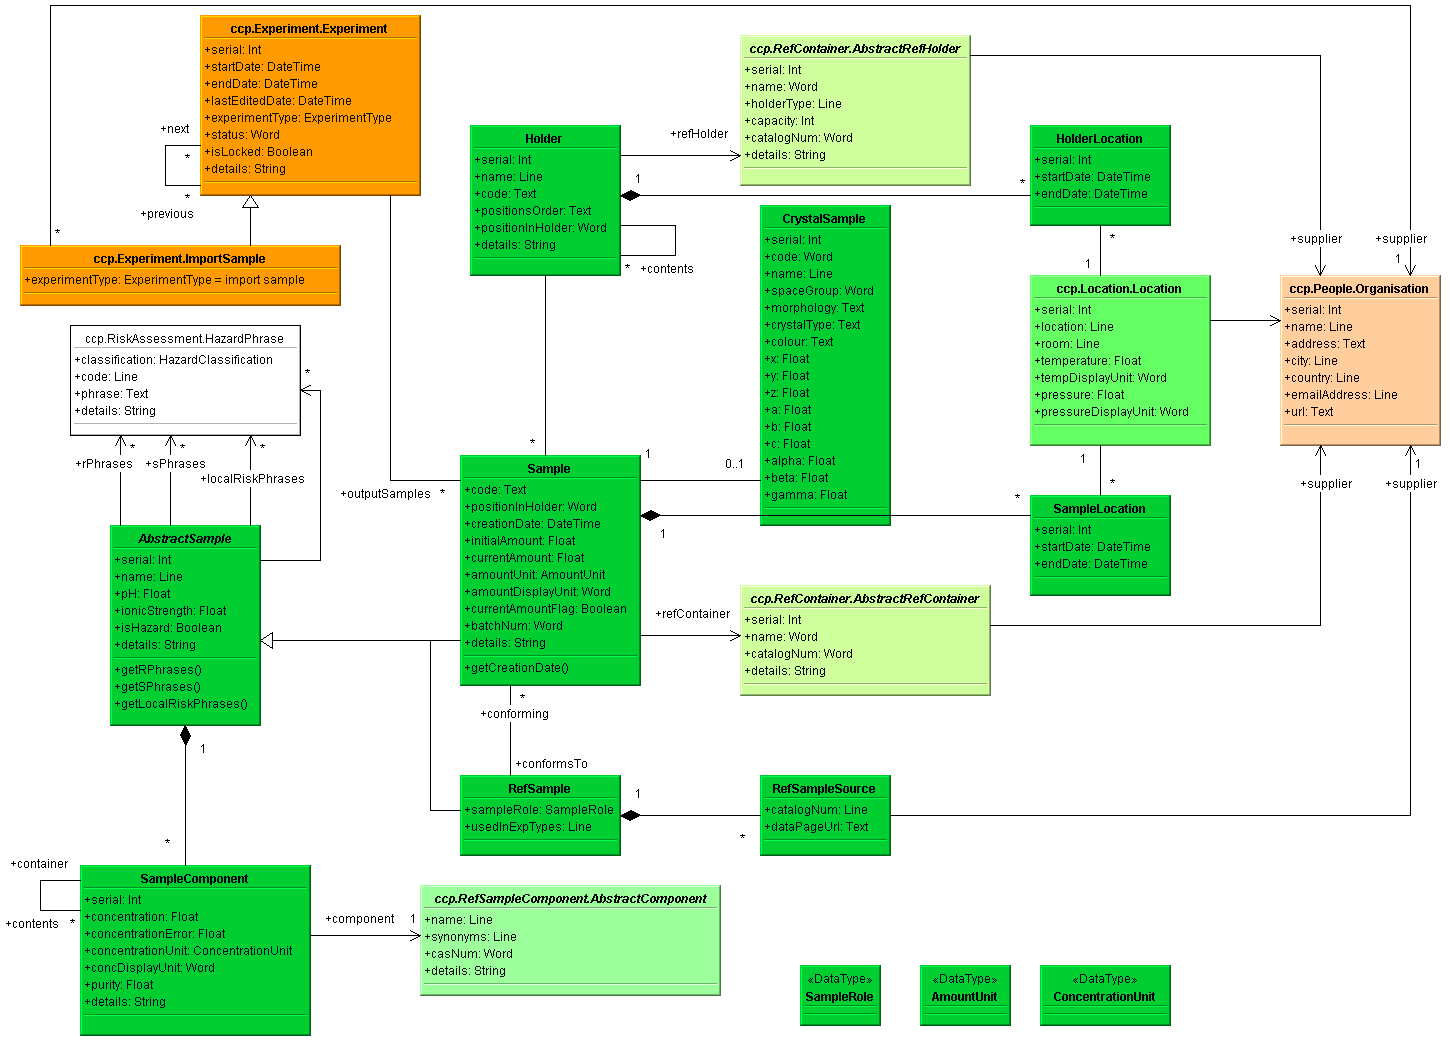 ccp.Experiment.Experiment
+serial: Int
+startDate: DateTime
+endDate: DateTime
+lastEditedDate: DateTime
+experimentType: ExperimentType
+status: Word
+isLocked: Boolean
+details: String
+next
*
*
+previous
*
ccp.Experiment.ImportSample
+experimentType: ExperimentType = import sample
ccp.RefContainer.AbstractRefHolder
+serial: Int
+name: Word
+holderType: Line
+capacity: Int
+catalogNum: Word
+details: String
+refHolder
Holder
+serial: Int
+name: Line
+code: Text
+positionsOrder: Text
+positionInHolder: Word
+details: String
1
*
*
+contents
HolderLocation
+serial: Int
+startDate: DateTime
+endDate: DateTime
*
1
+supplier
+supplier
1
CrystalSample
+serial: Int
+code: Word
+name: Line
+spaceGroup: Word
+morphology: Text
+crystalType: Text
+colour: Text
+x: Float
+y: Float
+z: Float
+a: Float
+b: Float
+c: Float
+alpha: Float
+beta: Float
+gamma: Float
ccp.Location.Location
+serial: Int
+location: Line
+room: Line
+temperature: Float
+tempDisplayUnit: Word
+pressure: Float
+pressureDisplayUnit: Word
ccp.People.Organisation
+serial: Int
+name: Line
+address: Text
+city: Line
+country: Line
+emailAddress: Line
+url: Text
ccp.RiskAssessment.HazardPhrase
+classification: HazardClassification
+code: Line
+phrase: Text
+details: String
*
*
+rPhrases
*
+sPhrases
*
+localRiskPhrases
*
1
0..1
+outputSamples
*
Sample
+code: Text
+positionInHolder: Word
+creationDate: DateTime
+initialAmount: Float
+currentAmount: Float
+amountUnit: AmountUnit
+amountDisplayUnit: Word
+currentAmountFlag: Boolean
+batchNum: Word
+details: String
+getCreationDate()
1
*
1
*
SampleLocation
+serial: Int
+startDate: DateTime
+endDate: DateTime
+supplier
1
+supplier
AbstractSample
+serial: Int
+name: Line
+pH: Float
+ionicStrength: Float
+isHazard: Boolean
+details: String
+getRPhrases()
+getSPhrases()
+getLocalRiskPhrases()
+refContainer
ccp.RefContainer.AbstractRefContainer
+serial: Int
+name: Word
+catalogNum: Word
+details: String
*
+conforming
+conformsTo
RefSample
+sampleRole: SampleRole
+usedInExpTypes: Line
1
*
RefSampleSource
+catalogNum: Line
+dataPageUrl: Text
1
*
+container
+contents
*
SampleComponent
+serial: Int
+concentration: Float
+concentrationError: Float
+concentrationUnit: ConcentrationUnit
+concDisplayUnit: Word
+purity: Float
+details: String
+component
1
ccp.RefSampleComponent.AbstractComponent
+name: Line
+synonyms: Line
+casNum: Word
+details: String
«DataType»
SampleRole
«DataType»
AmountUnit
«DataType»
ConcentrationUnit